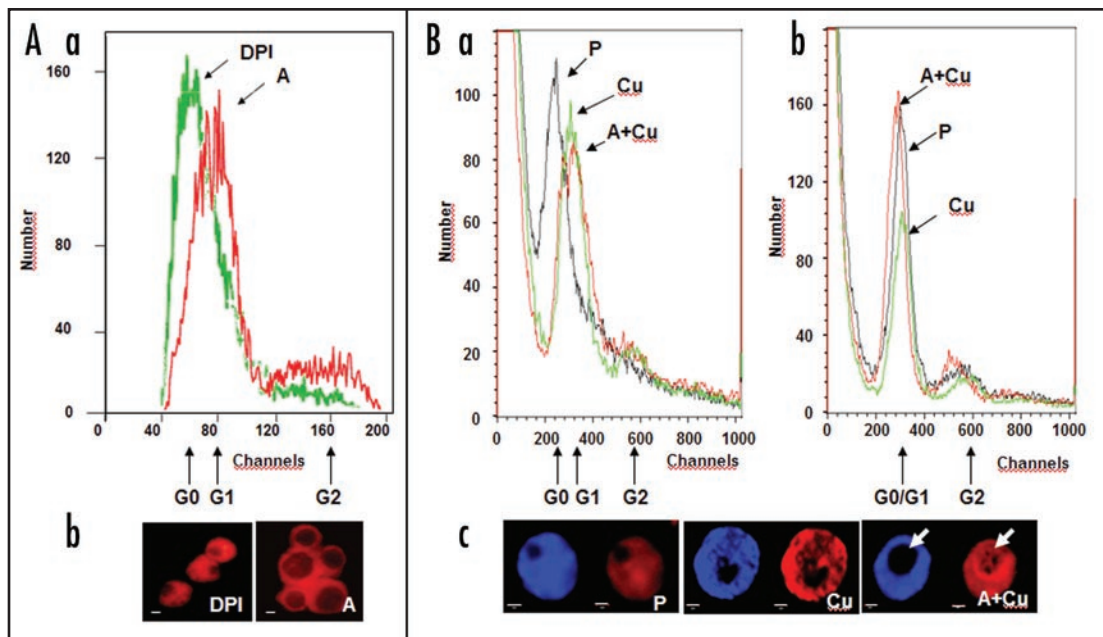 A a
DPI
A
160
120
80
40
0
Number
0 40 80 120 160 200
Channels
G0 G1 G2
b
DPI
A
B a
P
Cu
A+Cu
100
80
60
40
20
0
Number
0 200 400 600 800 1000
Channels
G0 G1 G2
b
A+Cu
P
Cu
160
120
80
40
0
Number
0 200 400 600 800 1000
Channels
G0/G1 G2
c
P
Cu
A+Cu